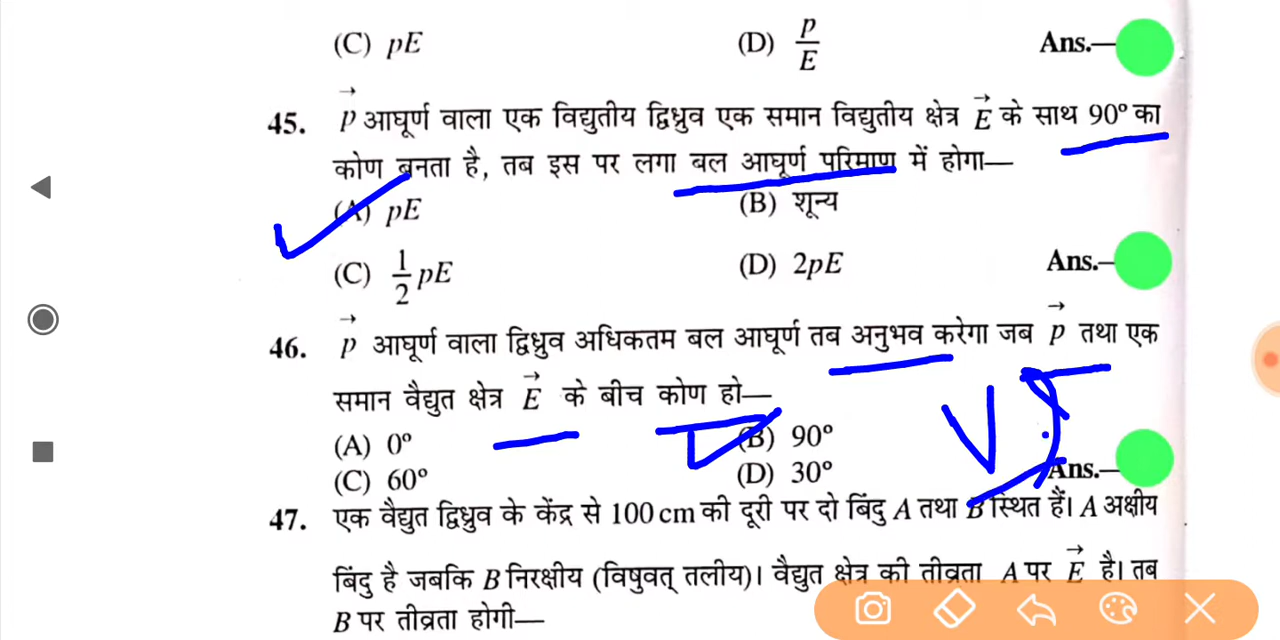 (C) pE (D) p/E Ans.—
45. p⃗ आघूर्ण वाला एक विद्युतीय द्विध्रुव एक समान विद्युतीय क्षेत्र E⃗ के साथ 90° का
कोण बनता है, तब इस पर लगा बल आघूर्ण परिमाण में होगा—
(A) pE (B) शून्य
(C) 1/2 pE (D) 2pE Ans.—
46. p⃗ आघूर्ण वाला द्विध्रुव अधिकतम बल आघूर्ण तब अनुभव करेगा जब p⃗ तथा एक
समान वैद्युत क्षेत्र E⃗ के बीच कोण हो—
(A) 0° (B) 90°
(C) 60° (D) 30° Ans.—
47. एक वैद्युत द्विध्रुव के केंद्र से 100 cm की दूरी पर दो बिंदु A तथा B स्थित हैं। A अक्षीय
बिंदु है जबकि B निरक्षीय (विषुवत् तलीय)। वैद्युत क्षेत्र की तीव्रता A पर E⃗ है। तब
B पर तीव्रता होगी—